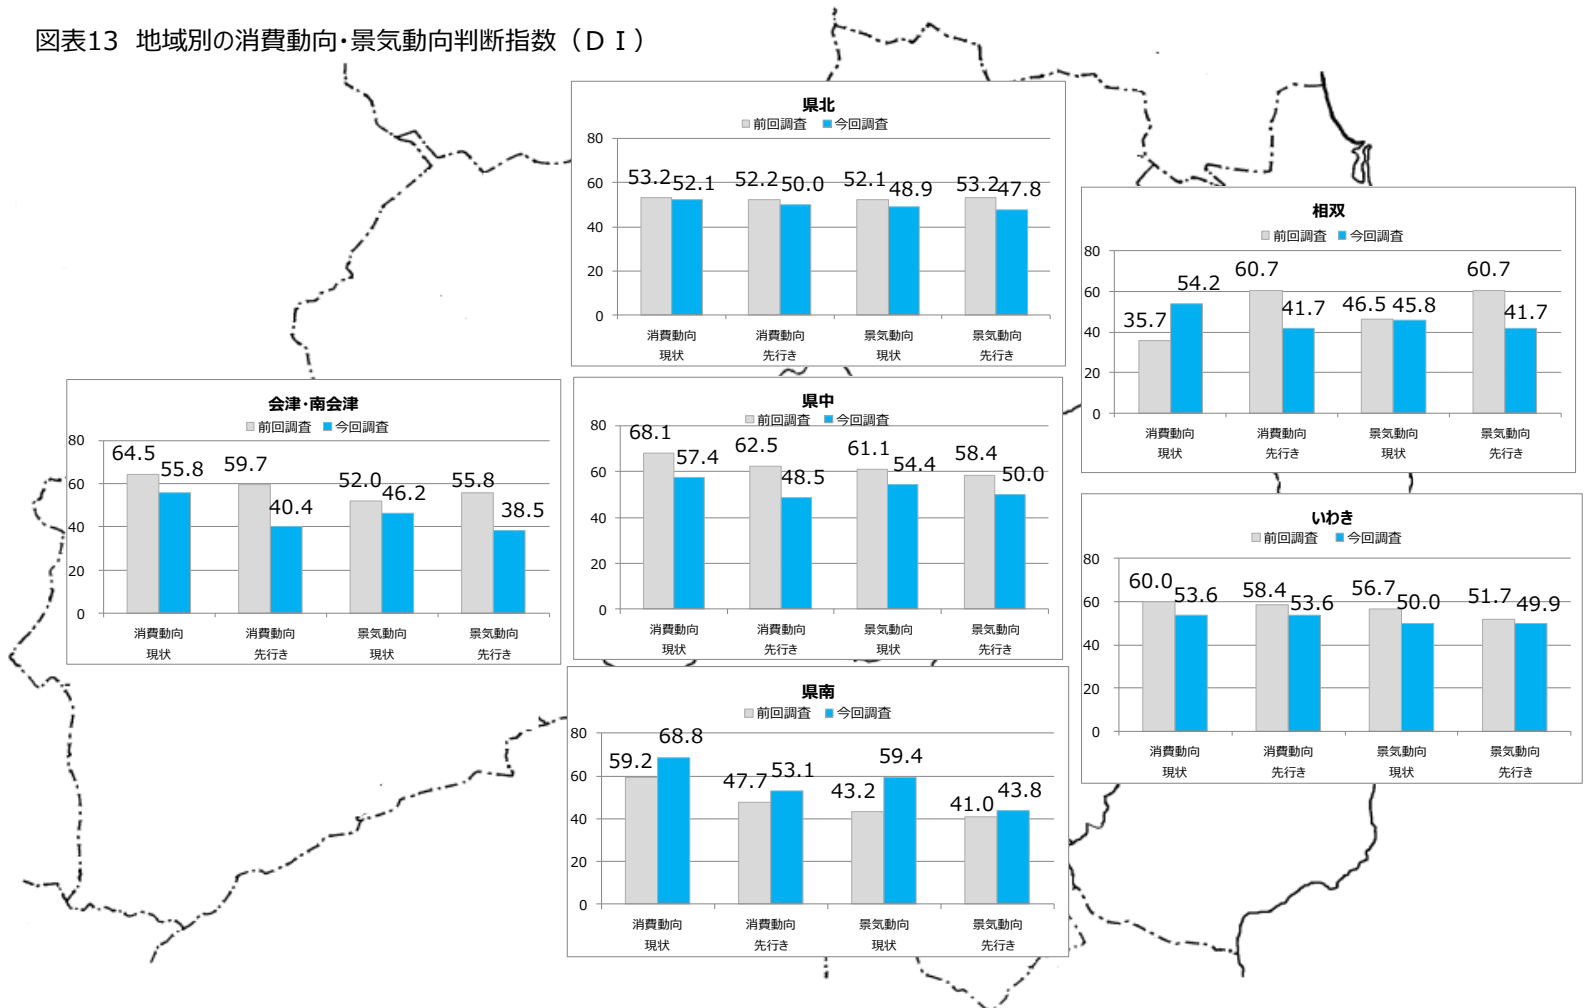 図表13 地域別の消費動向・景気動向判断指数（ＤＩ）
県北
前回調査 今回調査
80
60
40
20
0
53.2 52.1 52.2 50.0 52.1 48.9 53.2 47.8
消費動向 消費動向 景気動向 景気動向
現状 先行き 現状 先行き
相双
前回調査 今回調査
80
60
40
20
0
35.7 54.2 60.7 41.7 46.5 45.8 60.7 41.7
消費動向 消費動向 景気動向 景気動向
現状 先行き 現状 先行き
会津・南会津
前回調査 今回調査
80
60
40
20
0
64.5 55.8 59.7 40.4 52.0 46.2 55.8 38.5
消費動向 消費動向 景気動向 景気動向
現状 先行き 現状 先行き
県中
前回調査 今回調査
80
60
40
20
0
68.1 57.4 62.5 48.5 61.1 54.4 58.4 50.0
消費動向 消費動向 景気動向 景気動向
現状 先行き 現状 先行き
いわき
前回調査 今回調査
80
60
40
20
0
60.0 53.6 58.4 53.6 56.7 50.0 51.7 49.9
消費動向 消費動向 景気動向 景気動向
現状 先行き 現状 先行き
県南
前回調査 今回調査
80
60
40
20
0
59.2 68.8 47.7 53.1 43.2 59.4 41.0 43.8
消費動向 消費動向 景気動向 景気動向
現状 先行き 現状 先行き